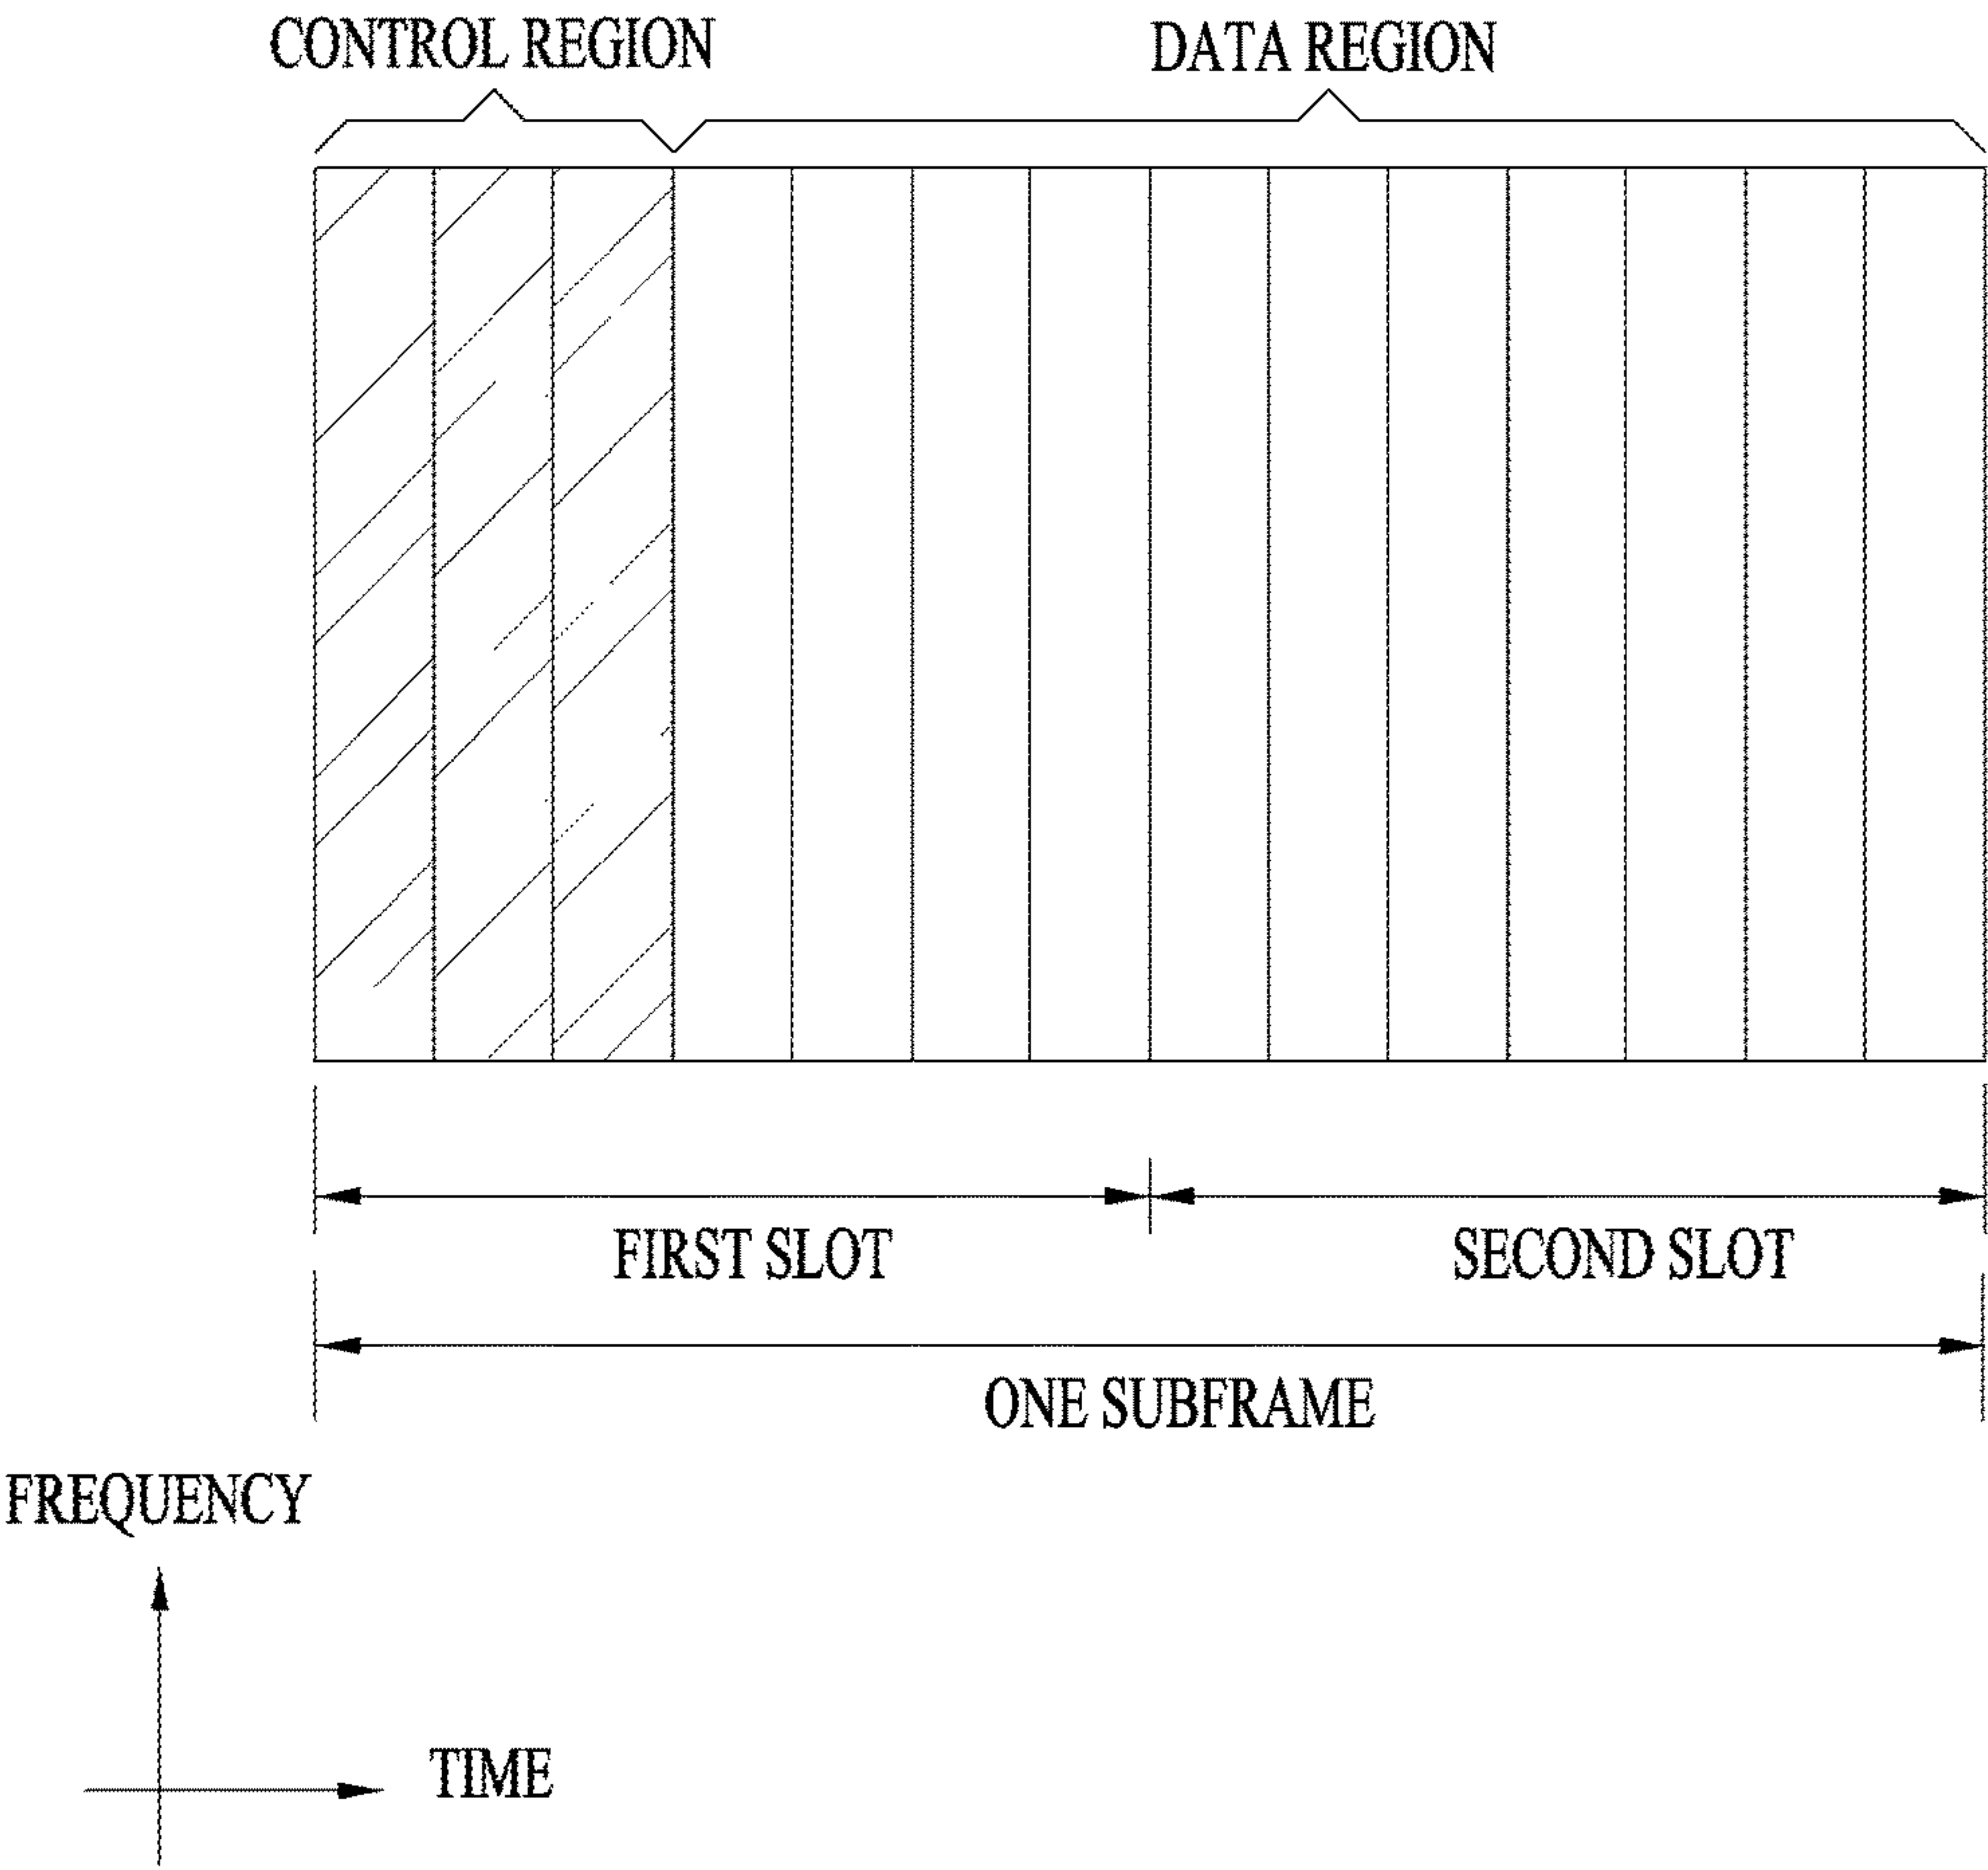 CONTROL REGION
DATA REGION
FIRST SLOT
SECOND SLOT
ONE SUBFRAME
FREQUENCY
TIME